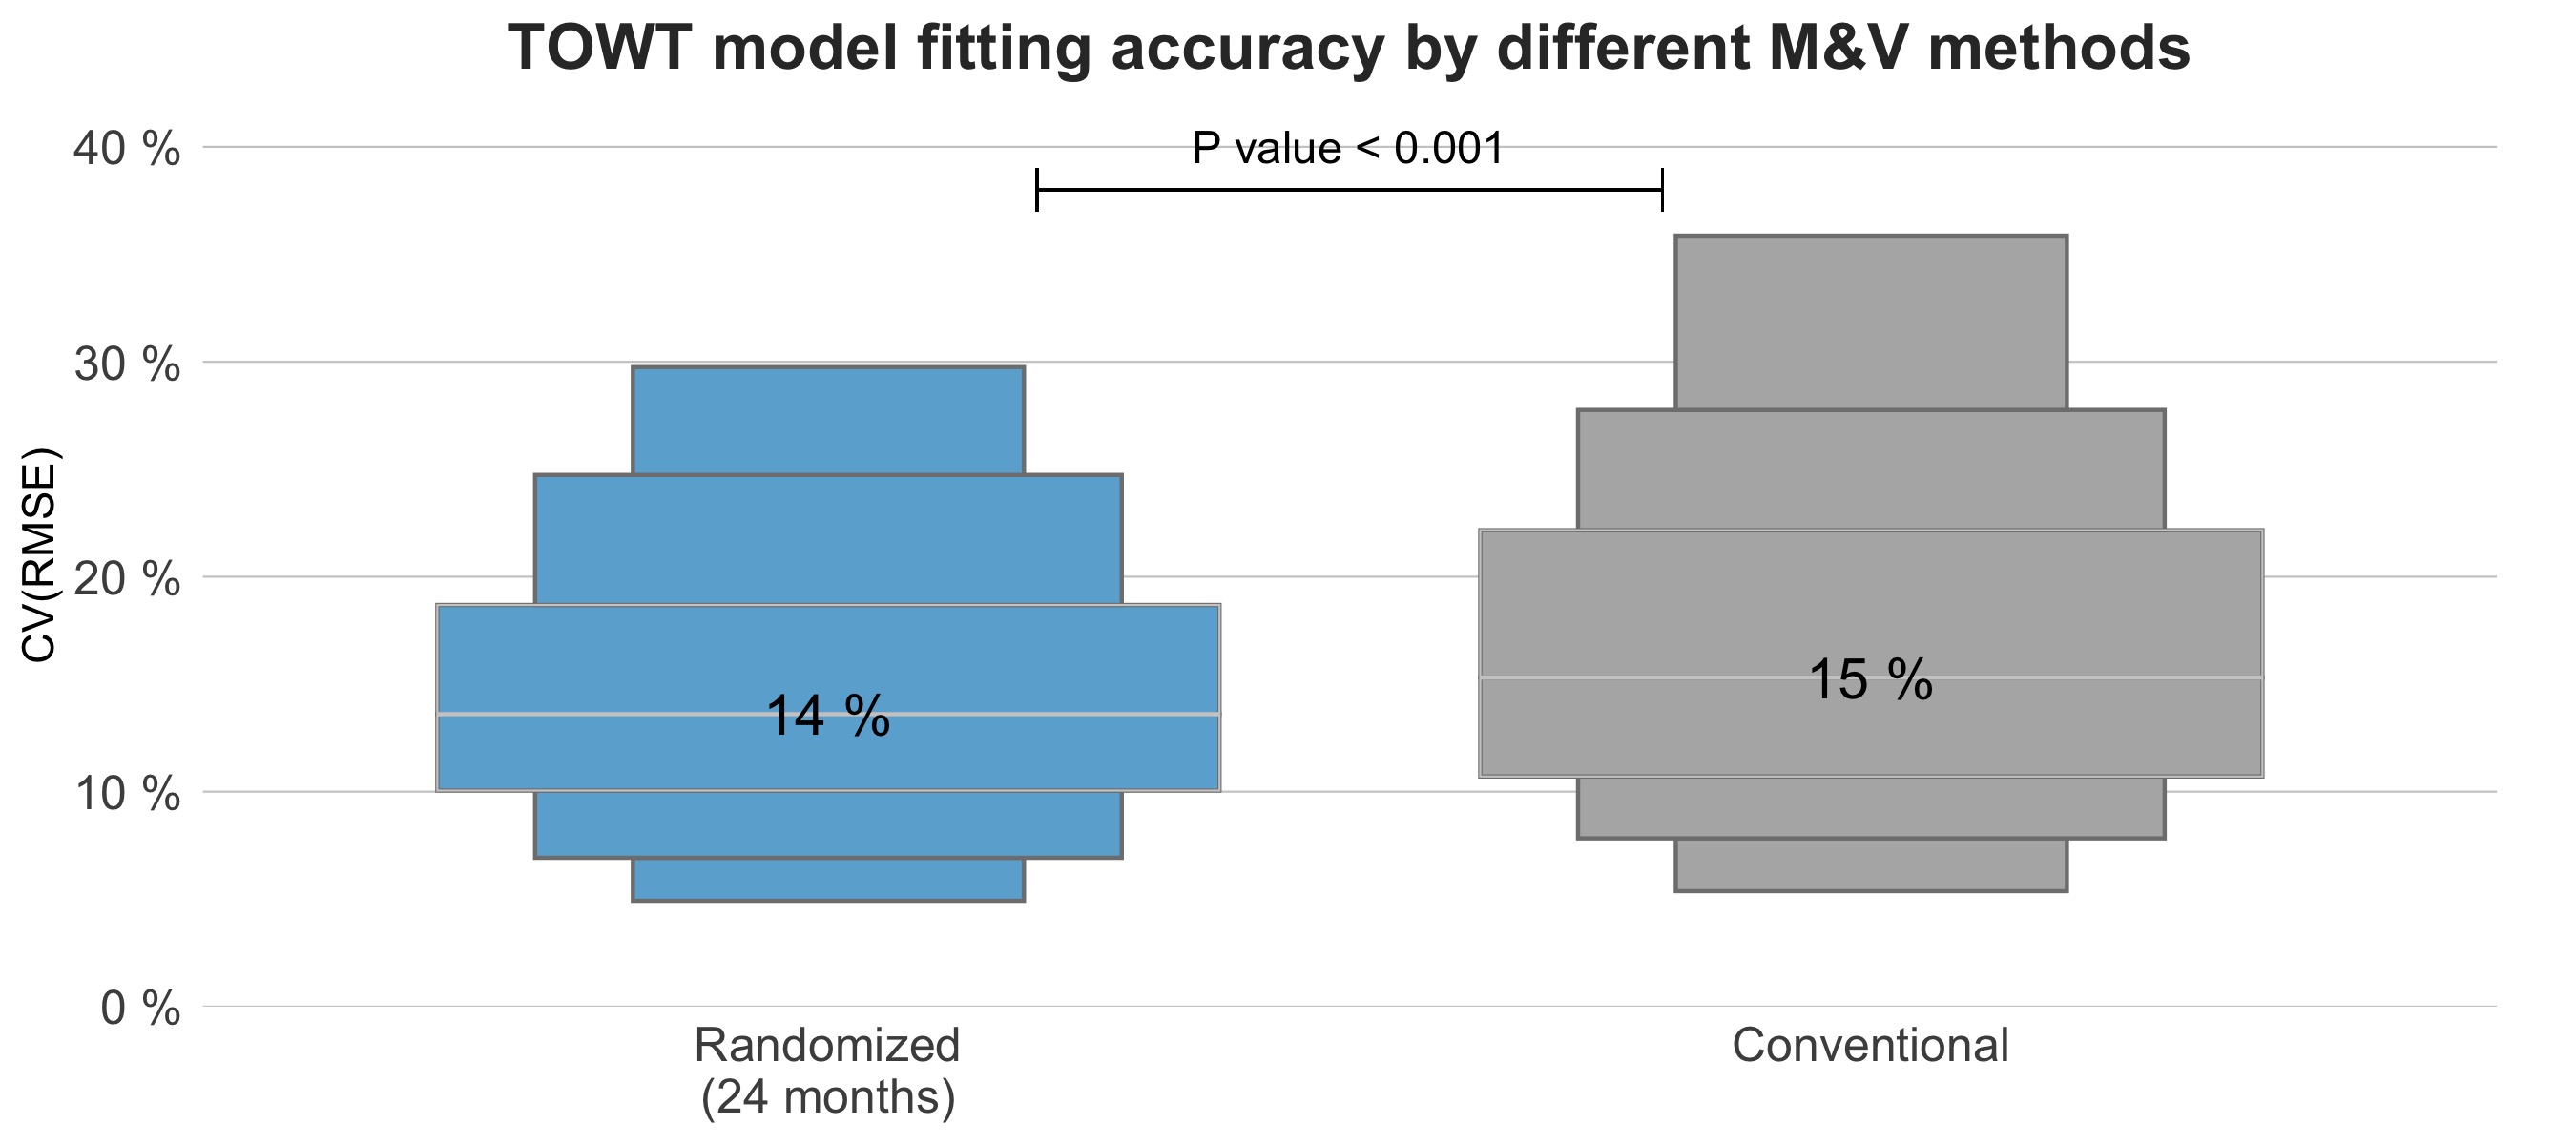 TOWT model fitting accuracy by different M&V methods
40 %
P value < 0.001
30 %
20 %
10 %
0 %
CV(RMSE)
14 %
15 %
Randomized
(24 months)
Conventional